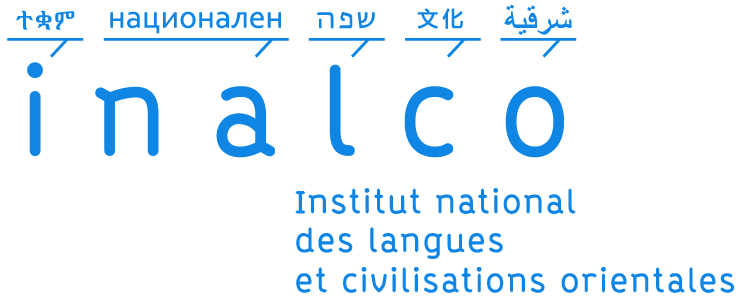 ተቋም национален שפה 文化 شرقية
inalco
Institut national
des langues
et civilisations orientales